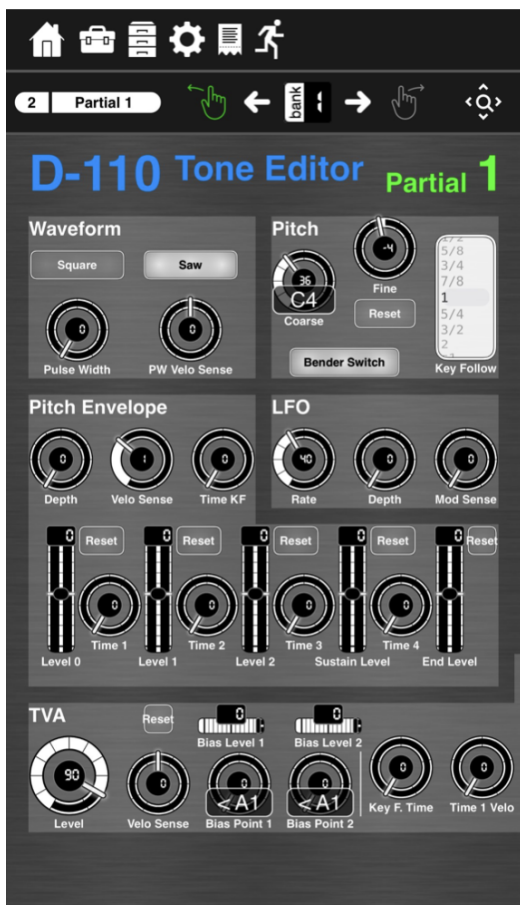 2 Partial 1
bank 1
D-110 Tone Editor Partial 1
Waveform
Square Saw
0 0
Pulse Width PW Velo Sense
Pitch
36 C4 -4
Coarse Fine
Reset
Bender Switch
1/2
5/8
3/4
7/8
1
5/4
3/2
2
Key Follow
Pitch Envelope
0 1 0
Depth Velo Sense Time KF
LFO
40 0 0
Rate Depth Mod Sense
0 Reset 0 Reset 0 Reset 0 Reset 0 Reset
0 0 0 0
Time 1 Time 2 Time 3 Time 4
Level 0 Level 1 Level 2 Sustain Level End Level
TVA
Reset 0 0
Bias Level 1 Bias Level 2
90 0 0 0 0 0
< A1 < A1
Key F. Time Time 1 Velo
Level Velo Sense Bias Point 1 Bias Point 2